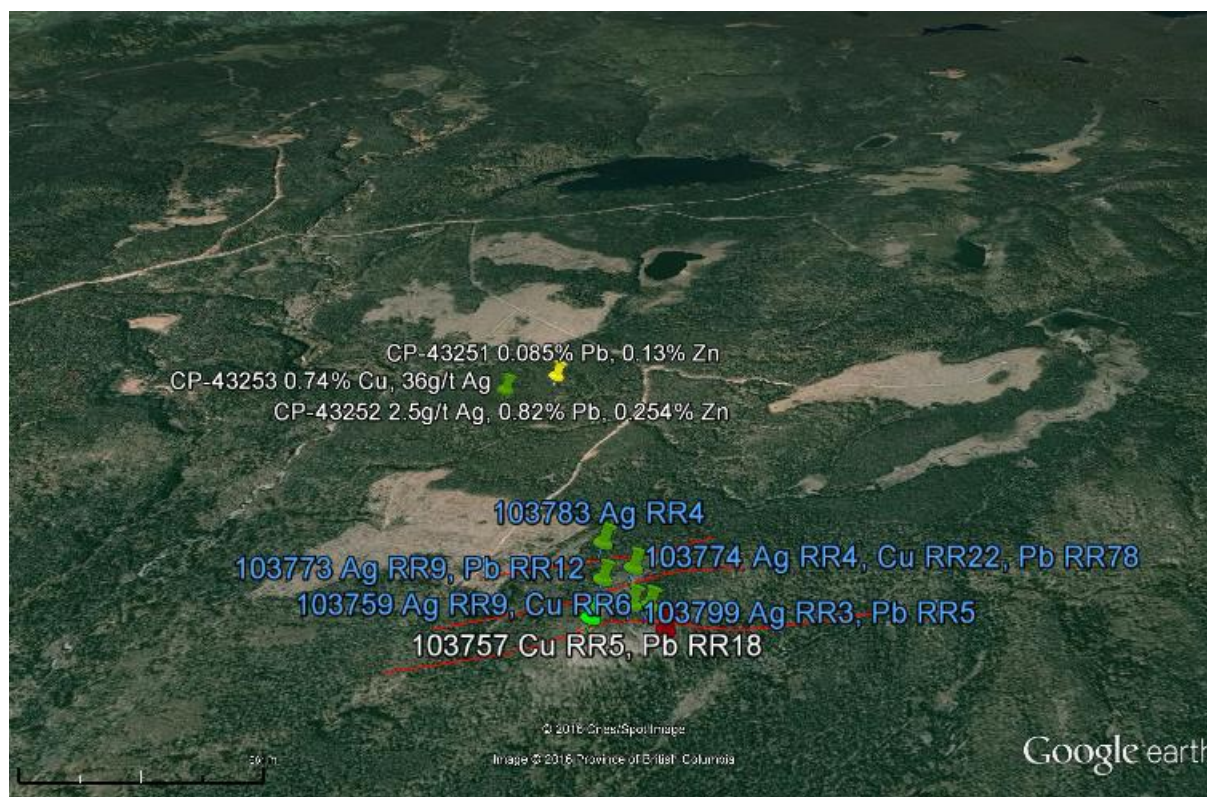 CP-43251 0.085% Pb, 0.13% Zn
CP-43253 0.74% Cu, 36g/t Ag
CP-43252 2.5g/t Ag, 0.82% Pb, 0.254% Zn
103783 Ag RR4
103774 Ag RR4, Cu RR22, Pb RR78
103773 Ag RR9, Pb RR12
103759 Ag RR9, Cu RR6
103799 Ag RR3, Pb RR5
103757 Cu RR5, Pb RR18
© 2016 Cnes/Spot Image
Image © 2016 Province of British Columbia
Google earth